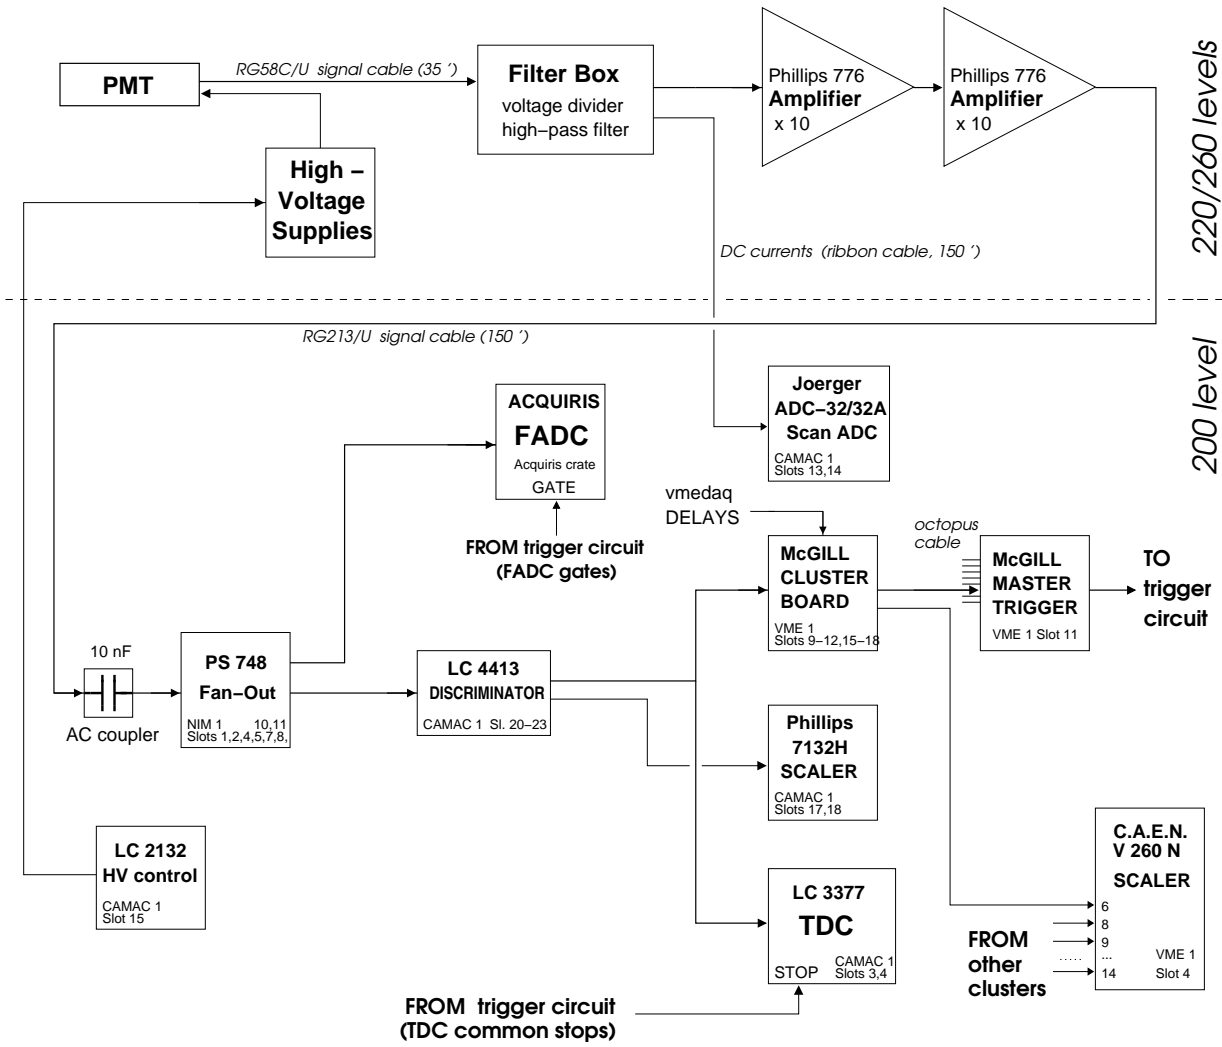 RG58C/U signal cable (35 ')
PMT
Filter Box
voltage divider
high–pass filter
Phillips 776
Amplifier
x 10
Phillips 776
Amplifier
x 10
220/260 levels
High –
Voltage
Supplies
DC currents (ribbon cable, 150 ')
RG213/U signal cable (150 ')
200 level
ACQUIRIS
FADC
Acquiris crate
GATE
FROM trigger circuit
(FADC gates)
Joerger
ADC–32/32A
Scan ADC
CAMAC 1
Slots 13,14
vmedaq
DELAYS
McGILL
CLUSTER
BOARD
VME 1
Slots 9–12,15–18
octopus
cable
McGILL
MASTER
TRIGGER
VME 1 Slot 11
TO
trigger
circuit
10 nF
AC coupler
PS 748
Fan–Out
NIM 1 10,11
Slots 1,2,4,5,7,8,
LC 4413
DISCRIMINATOR
CAMAC 1 Sl. 20–23
Phillips
7132H
SCALER
CAMAC 1
Slots 17,18
LC 2132
HV control
CAMAC 1
Slot 15
LC 3377
TDC
CAMAC 1
STOP Slots 3,4
FROM trigger circuit
(TDC common stops)
C.A.E.N.
V 260 N
SCALER
6
8
9
...
14
VME 1
Slot 4
FROM
other
clusters
.....